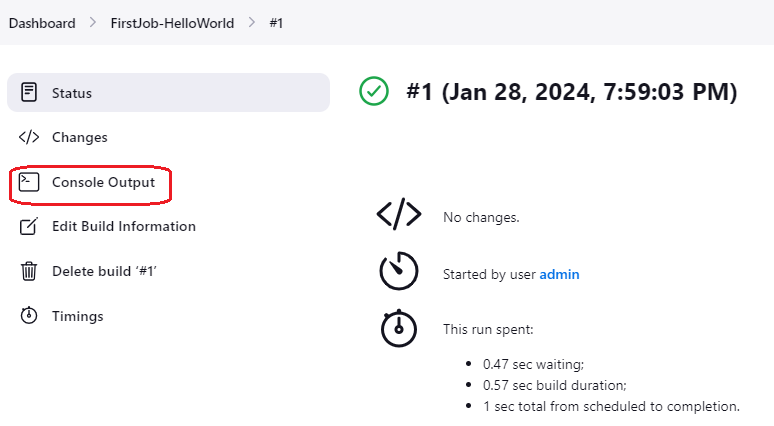 Dashboard > FirstJob-HelloWorld > #1
Status
Changes
Console Output
Edit Build Information
Delete build ‘#1’
Timings
#1 (Jan 28, 2024, 7:59:03 PM)
No changes.
Started by user admin
This run spent:
• 0.47 sec waiting;
• 0.57 sec build duration;
• 1 sec total from scheduled to completion.